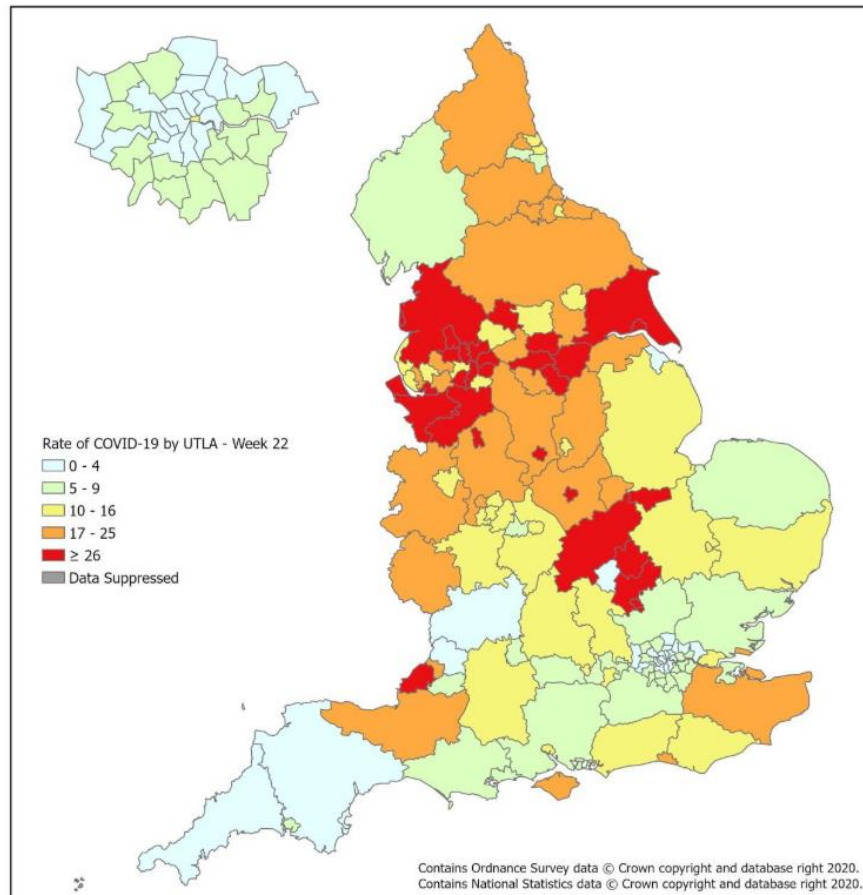 Rate of COVID-19 by UTLA - Week 22
0 - 4
5 - 9
10 - 16
17 - 25
≥ 26
Data Suppressed
Contains Ordnance Survey data © Crown copyright and database right 2020.
Contains National Statistics data © Crown copyright and database right 2020.